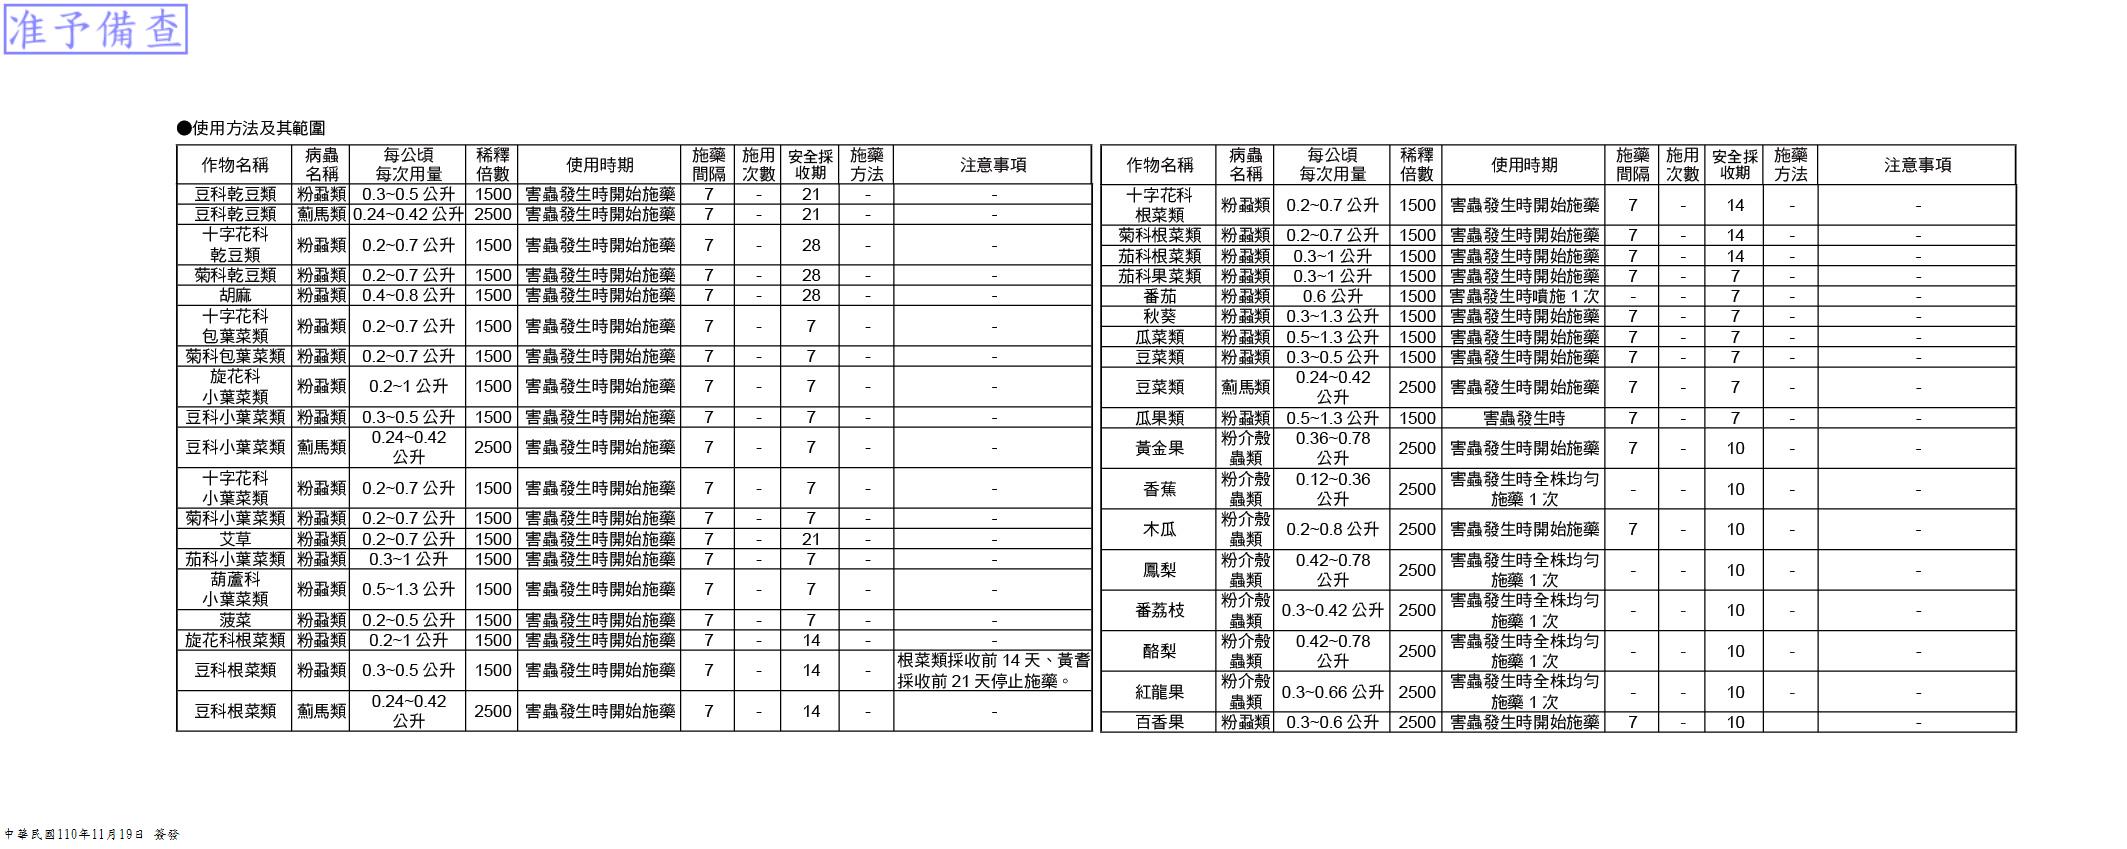 准予備查
●使用方法及其範圍
作物名稱 病蟲名稱 每公頃每次用量 稀釋倍數 使用時期 施藥間隔 施用次數 安全採收期 施藥方法 注意事項
豆科乾豆類 粉蝨類 0.3~0.5 公升 1500 害蟲發生時開始施藥 7 - 21 - -
豆科乾豆類 薊馬類 0.24~0.42 公升 2500 害蟲發生時開始施藥 7 - 21 - -
十字花科乾豆類 粉蝨類 0.2~0.7 公升 1500 害蟲發生時開始施藥 7 - 28 - -
菊科乾豆類 粉蝨類 0.2~0.7 公升 1500 害蟲發生時開始施藥 7 - 28 - -
胡麻 粉蝨類 0.4~0.8 公升 1500 害蟲發生時開始施藥 7 - 28 - -
十字花科包葉菜類 粉蝨類 0.2~0.7 公升 1500 害蟲發生時開始施藥 7 - 7 - -
菊科包葉菜類 粉蝨類 0.2~0.7 公升 1500 害蟲發生時開始施藥 7 - 7 - -
旋花科小葉菜類 粉蝨類 0.2~1 公升 1500 害蟲發生時開始施藥 7 - 7 - -
豆科小葉菜類 粉蝨類 0.3~0.5 公升 1500 害蟲發生時開始施藥 7 - 7 - -
豆科小葉菜類 薊馬類 0.24~0.42 公升 2500 害蟲發生時開始施藥 7 - 7 - -
十字花科小葉菜類 粉蝨類 0.2~0.7 公升 1500 害蟲發生時開始施藥 7 - 7 - -
菊科小葉菜類 粉蝨類 0.2~0.7 公升 1500 害蟲發生時開始施藥 7 - 7 - -
艾草 粉蝨類 0.2~0.7 公升 1500 害蟲發生時開始施藥 7 - 21 - -
茄科小葉菜類 粉蝨類 0.3~1 公升 1500 害蟲發生時開始施藥 7 - 7 - -
葫蘆科小葉菜類 粉蝨類 0.5~1.3 公升 1500 害蟲發生時開始施藥 7 - 7 - -
菠菜 粉蝨類 0.2~0.5 公升 1500 害蟲發生時開始施藥 7 - 7 - -
旋花科根菜類 粉蝨類 0.2~1 公升 1500 害蟲發生時開始施藥 7 - 14 - -
豆科根菜類 粉蝨類 0.3~0.5 公升 1500 害蟲發生時開始施藥 7 - 14 - 根菜類採收前 14 天、黃耆採收前 21 天停止施藥。
豆科根菜類 薊馬類 0.24~0.42 公升 2500 害蟲發生時開始施藥 7 - 14 - -
作物名稱 病蟲名稱 每公頃每次用量 稀釋倍數 使用時期 施藥間隔 施用次數 安全採收期 施藥方法 注意事項
十字花科根菜類 粉蝨類 0.2~0.7 公升 1500 害蟲發生時開始施藥 7 - 14 - -
菊科根菜類 粉蝨類 0.2~0.7 公升 1500 害蟲發生時開始施藥 7 - 14 - -
茄科根菜類 粉蝨類 0.3~1 公升 1500 害蟲發生時開始施藥 7 - 14 - -
茄科果菜類 粉蝨類 0.3~1 公升 1500 害蟲發生時開始施藥 7 - 7 - -
番茄 粉蝨類 0.6 公升 1500 害蟲發生時噴施 1 次 - - 7 - -
秋葵 粉蝨類 0.3~1.3 公升 1500 害蟲發生時開始施藥 7 - 7 - -
瓜菜類 粉蝨類 0.5~1.3 公升 1500 害蟲發生時開始施藥 7 - 7 - -
豆菜類 粉蝨類 0.3~0.5 公升 1500 害蟲發生時開始施藥 7 - 7 - -
豆菜類 薊馬類 0.24~0.42 公升 2500 害蟲發生時開始施藥 7 - 7 - -
瓜果類 粉蝨類 0.5~1.3 公升 1500 害蟲發生時 7 - 7 - -
黃金果 粉介殼蟲類 0.36~0.78 公升 2500 害蟲發生時開始施藥 7 - 10 - -
香蕉 粉介殼蟲類 0.12~0.36 公升 2500 害蟲發生時全株均勻施藥 1 次 - - 10 - -
木瓜 粉介殼蟲類 0.2~0.8 公升 2500 害蟲發生時開始施藥 7 - 10 - -
鳳梨 粉介殼蟲類 0.42~0.78 公升 2500 害蟲發生時全株均勻施藥 1 次 - - 10 - -
番荔枝 粉介殼蟲類 0.3~0.42 公升 2500 害蟲發生時全株均勻施藥 1 次 - - 10 - -
酪梨 粉介殼蟲類 0.42~0.78 公升 2500 害蟲發生時全株均勻施藥 1 次 - - 10 - -
紅龍果 粉介殼蟲類 0.3~0.66 公升 2500 害蟲發生時全株均勻施藥 1 次 - - 10 - -
百香果 粉蝨類 0.3~0.6 公升 2500 害蟲發生時開始施藥 7 - 10 -
中華民國110年11月19日 簽發